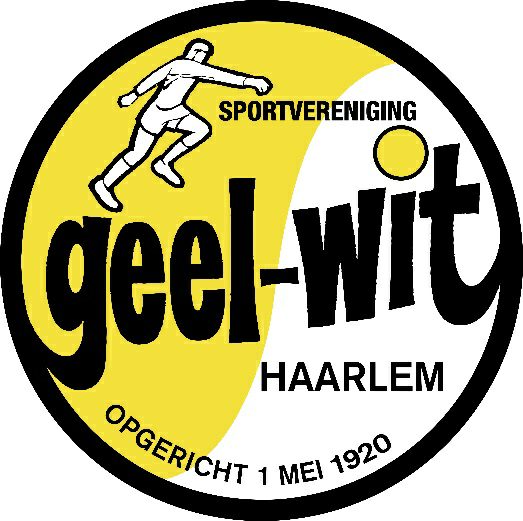 SPORTVERENIGING
geel-wit
HAARLEM
OPGERICHT 1 MEI 1920